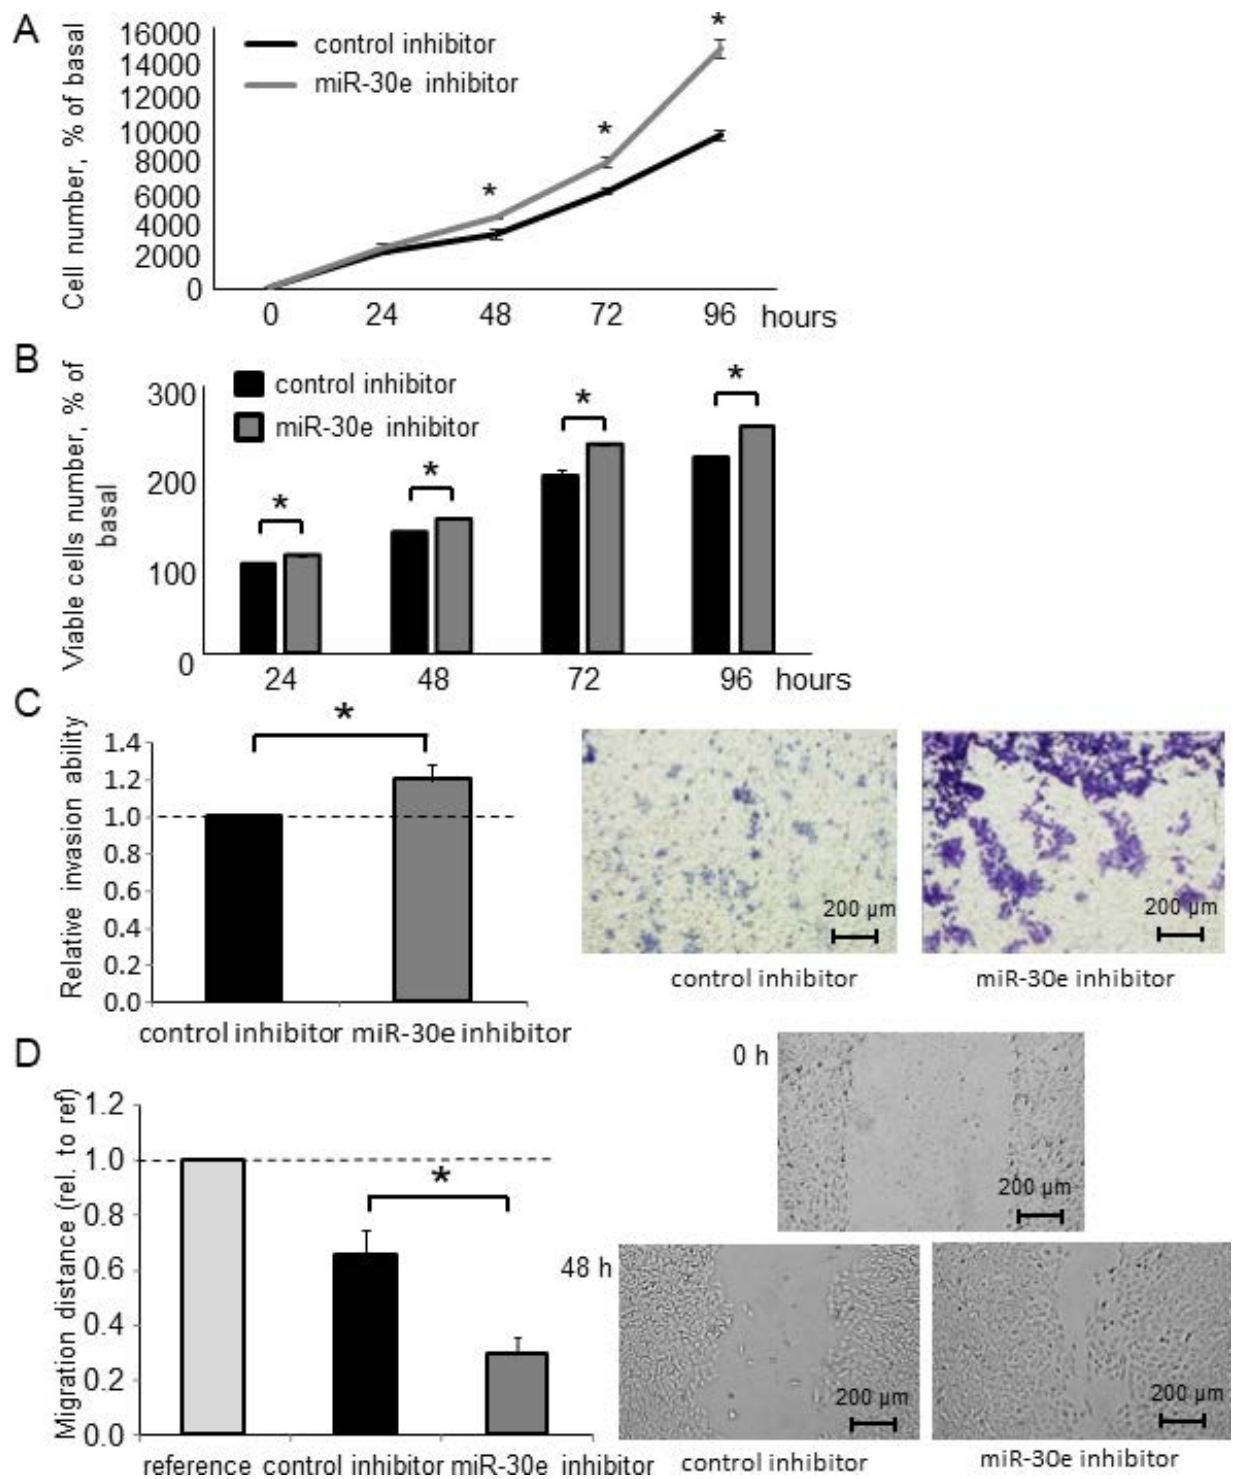 A
Cell number, % of basal
16000
14000
12000
10000
8000
6000
4000
2000
0
control inhibitor
miR-30e inhibitor
*
*
*
0 24 48 72 96 hours
B
Viable cells number, % of
basal
300
200
100
0
control inhibitor
miR-30e inhibitor
*
*
*
*
24 48 72 96 hours
C
Relative invasion ability
1.4
1.2
1.0
0.8
0.6
0.4
0.2
0.0
*
control inhibitor miR-30e inhibitor
200 µm
control inhibitor
200 µm
miR-30e inhibitor
D
Migration distance (rel. to ref)
1.2
1.0
0.8
0.6
0.4
0.2
0.0
*
reference control inhibitor miR-30e inhibitor
0 h
200 µm
48 h
200 µm
control inhibitor
200 µm
miR-30e inhibitor